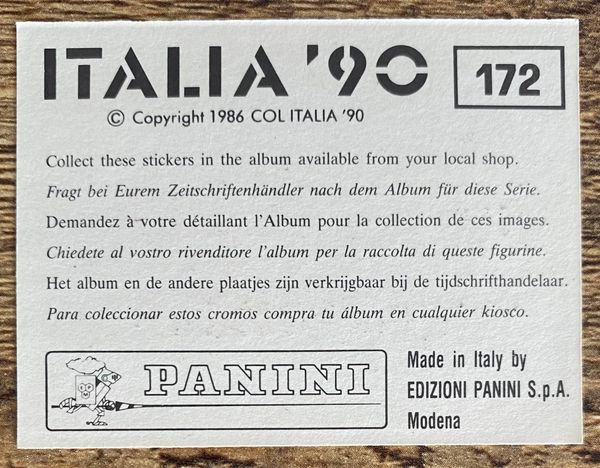 ITALIA '90
172
© Copyright 1986 COL ITALIA '90
Collect these stickers in the album available from your local shop.
Fragt bei Eurem Zeitschriftenhändler nach dem Album für diese Serie.
Demandez à votre détaillant l'Album pour la collection de ces images.
Chiedete al vostro rivenditore l'album per la raccolta di queste figurine.
Het album en de andere plaatjes zijn verkrijgbaar bij de tijdschrifthandelaar.
Para coleccionar estos cromos compra tu álbum en cualquier kiosco.
PANINI
Made in Italy by
EDIZIONI PANINI S.p.A.
Modena